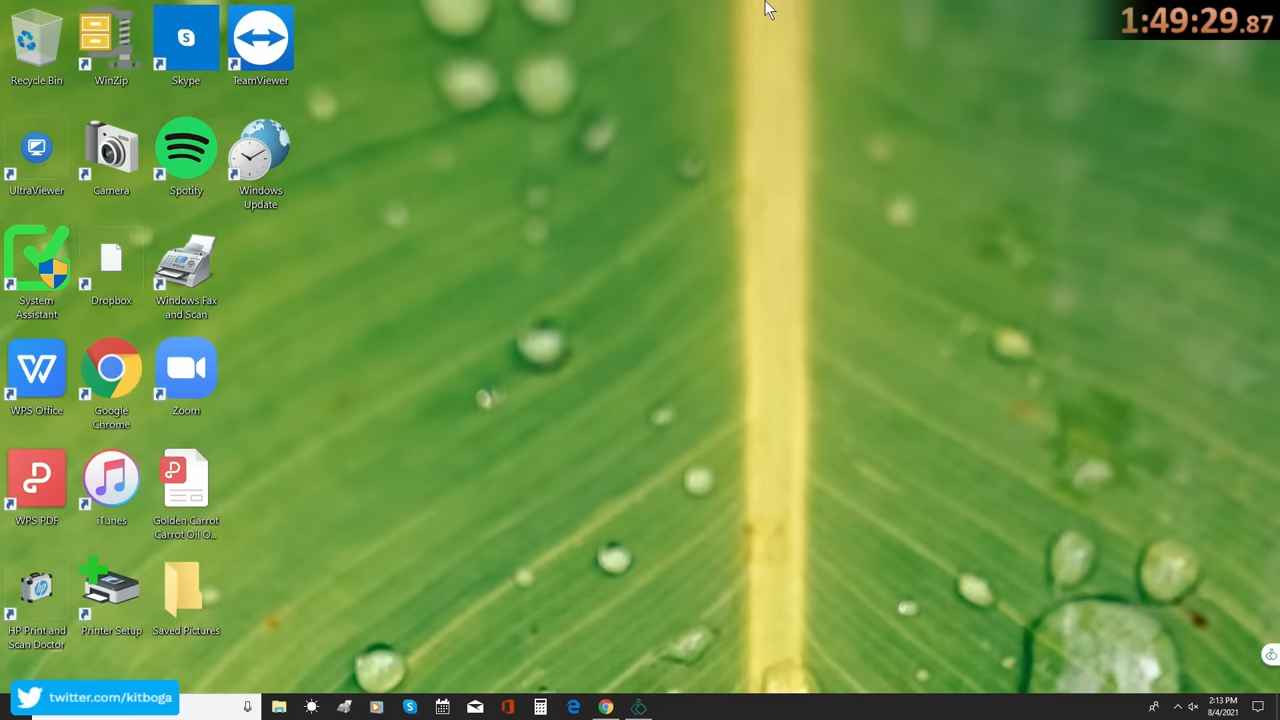 1:49:29.87
Recycle Bin
WinZip
Skype
TeamViewer
UltraViewer
Camera
Spotify
Windows
Update
System
Assistant
Dropbox
Windows Fax
and Scan
WPS Office
Google
Chrome
Zoom
WPS PDF
iTunes
Golden Carrot
Carrot Oil O...
HP Print and
Scan Doctor
Printer Setup
Saved Pictures
twitter.com/kitboga
2:13 PM
8/4/2021